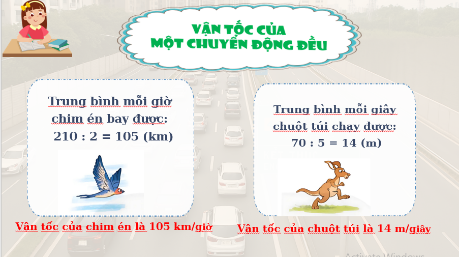 VẬN TỐC CỦA
MỘT CHUYỂN ĐỘNG ĐỀU
Trung bình mỗi giờ
chim én bay được:
210 : 2 = 105 (km)
Trung bình mỗi giây
chuột túi chạy được:
70 : 5 = 14 (m)
Vận tốc của chim én là 105 km/giờ
Vận tốc của chuột túi là 14 m/giây
Activate Windows